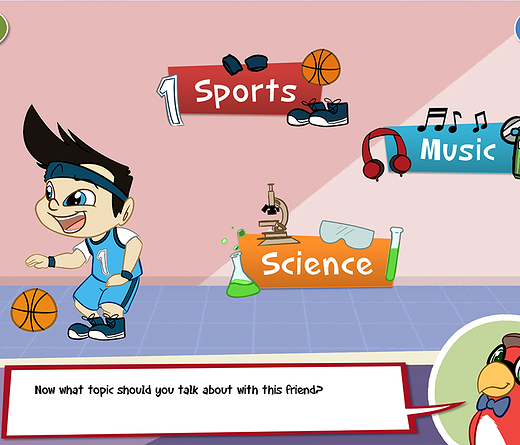 1 Sports
Music
Science
1
Now what topic should you talk about with this friend?